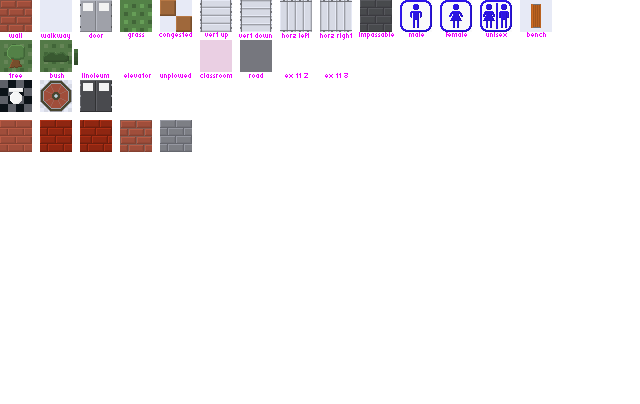 wall walkway door grass congested vert up vert down horz left horz right impassable male female unisex bench
tree bush linoleum elevator unplowed classroom road ex 11 2 ex 11 3